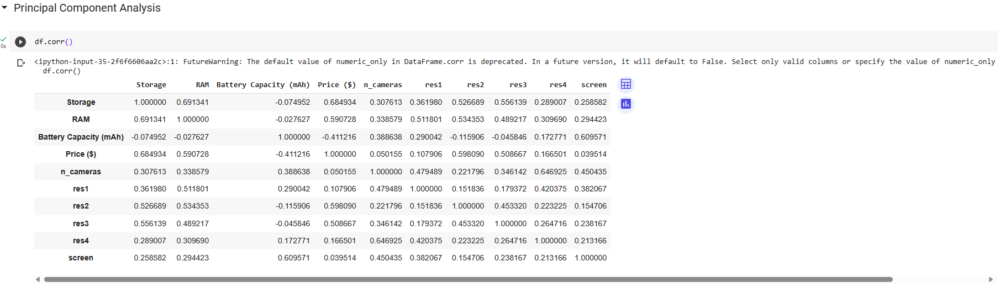 Principal Component Analysis
df.corr()
0s
<ipython-input-35-2f6f6606aa2c>:1: FutureWarning: The default value of numeric_only in DataFrame.corr is deprecated. In a future version, it will default to False. Select only valid columns or specify the value of numeric_only
df.corr()
Storage RAM Battery Capacity (mAh) Price ($) n_cameras res1 res2 res3 res4 screen
Storage 1.000000 0.691341 -0.074952 0.684934 0.307613 0.361980 0.526689 0.556139 0.289007 0.258582
RAM 0.691341 1.000000 -0.027627 0.590728 0.338579 0.511801 0.534353 0.489217 0.309690 0.294423
Battery Capacity (mAh) -0.074952 -0.027627 1.000000 -0.411216 0.388638 0.290042 -0.115906 -0.045846 0.172771 0.609571
Price ($) 0.684934 0.590728 -0.411216 1.000000 0.050155 0.107906 0.598090 0.508667 0.166501 0.039514
n_cameras 0.307613 0.338579 0.388638 0.050155 1.000000 0.479489 0.221796 0.346142 0.646925 0.450435
res1 0.361980 0.511801 0.290042 0.107906 0.479489 1.000000 0.151836 0.179372 0.420375 0.382067
res2 0.526689 0.534353 -0.115906 0.598090 0.221796 0.151836 1.000000 0.453320 0.223225 0.154706
res3 0.556139 0.489217 -0.045846 0.508667 0.346142 0.179372 0.453320 1.000000 0.264716 0.238167
res4 0.289007 0.309690 0.172771 0.166501 0.646925 0.420375 0.223225 0.264716 1.000000 0.213166
screen 0.258582 0.294423 0.609571 0.039514 0.450435 0.382067 0.154706 0.238167 0.213166 1.000000